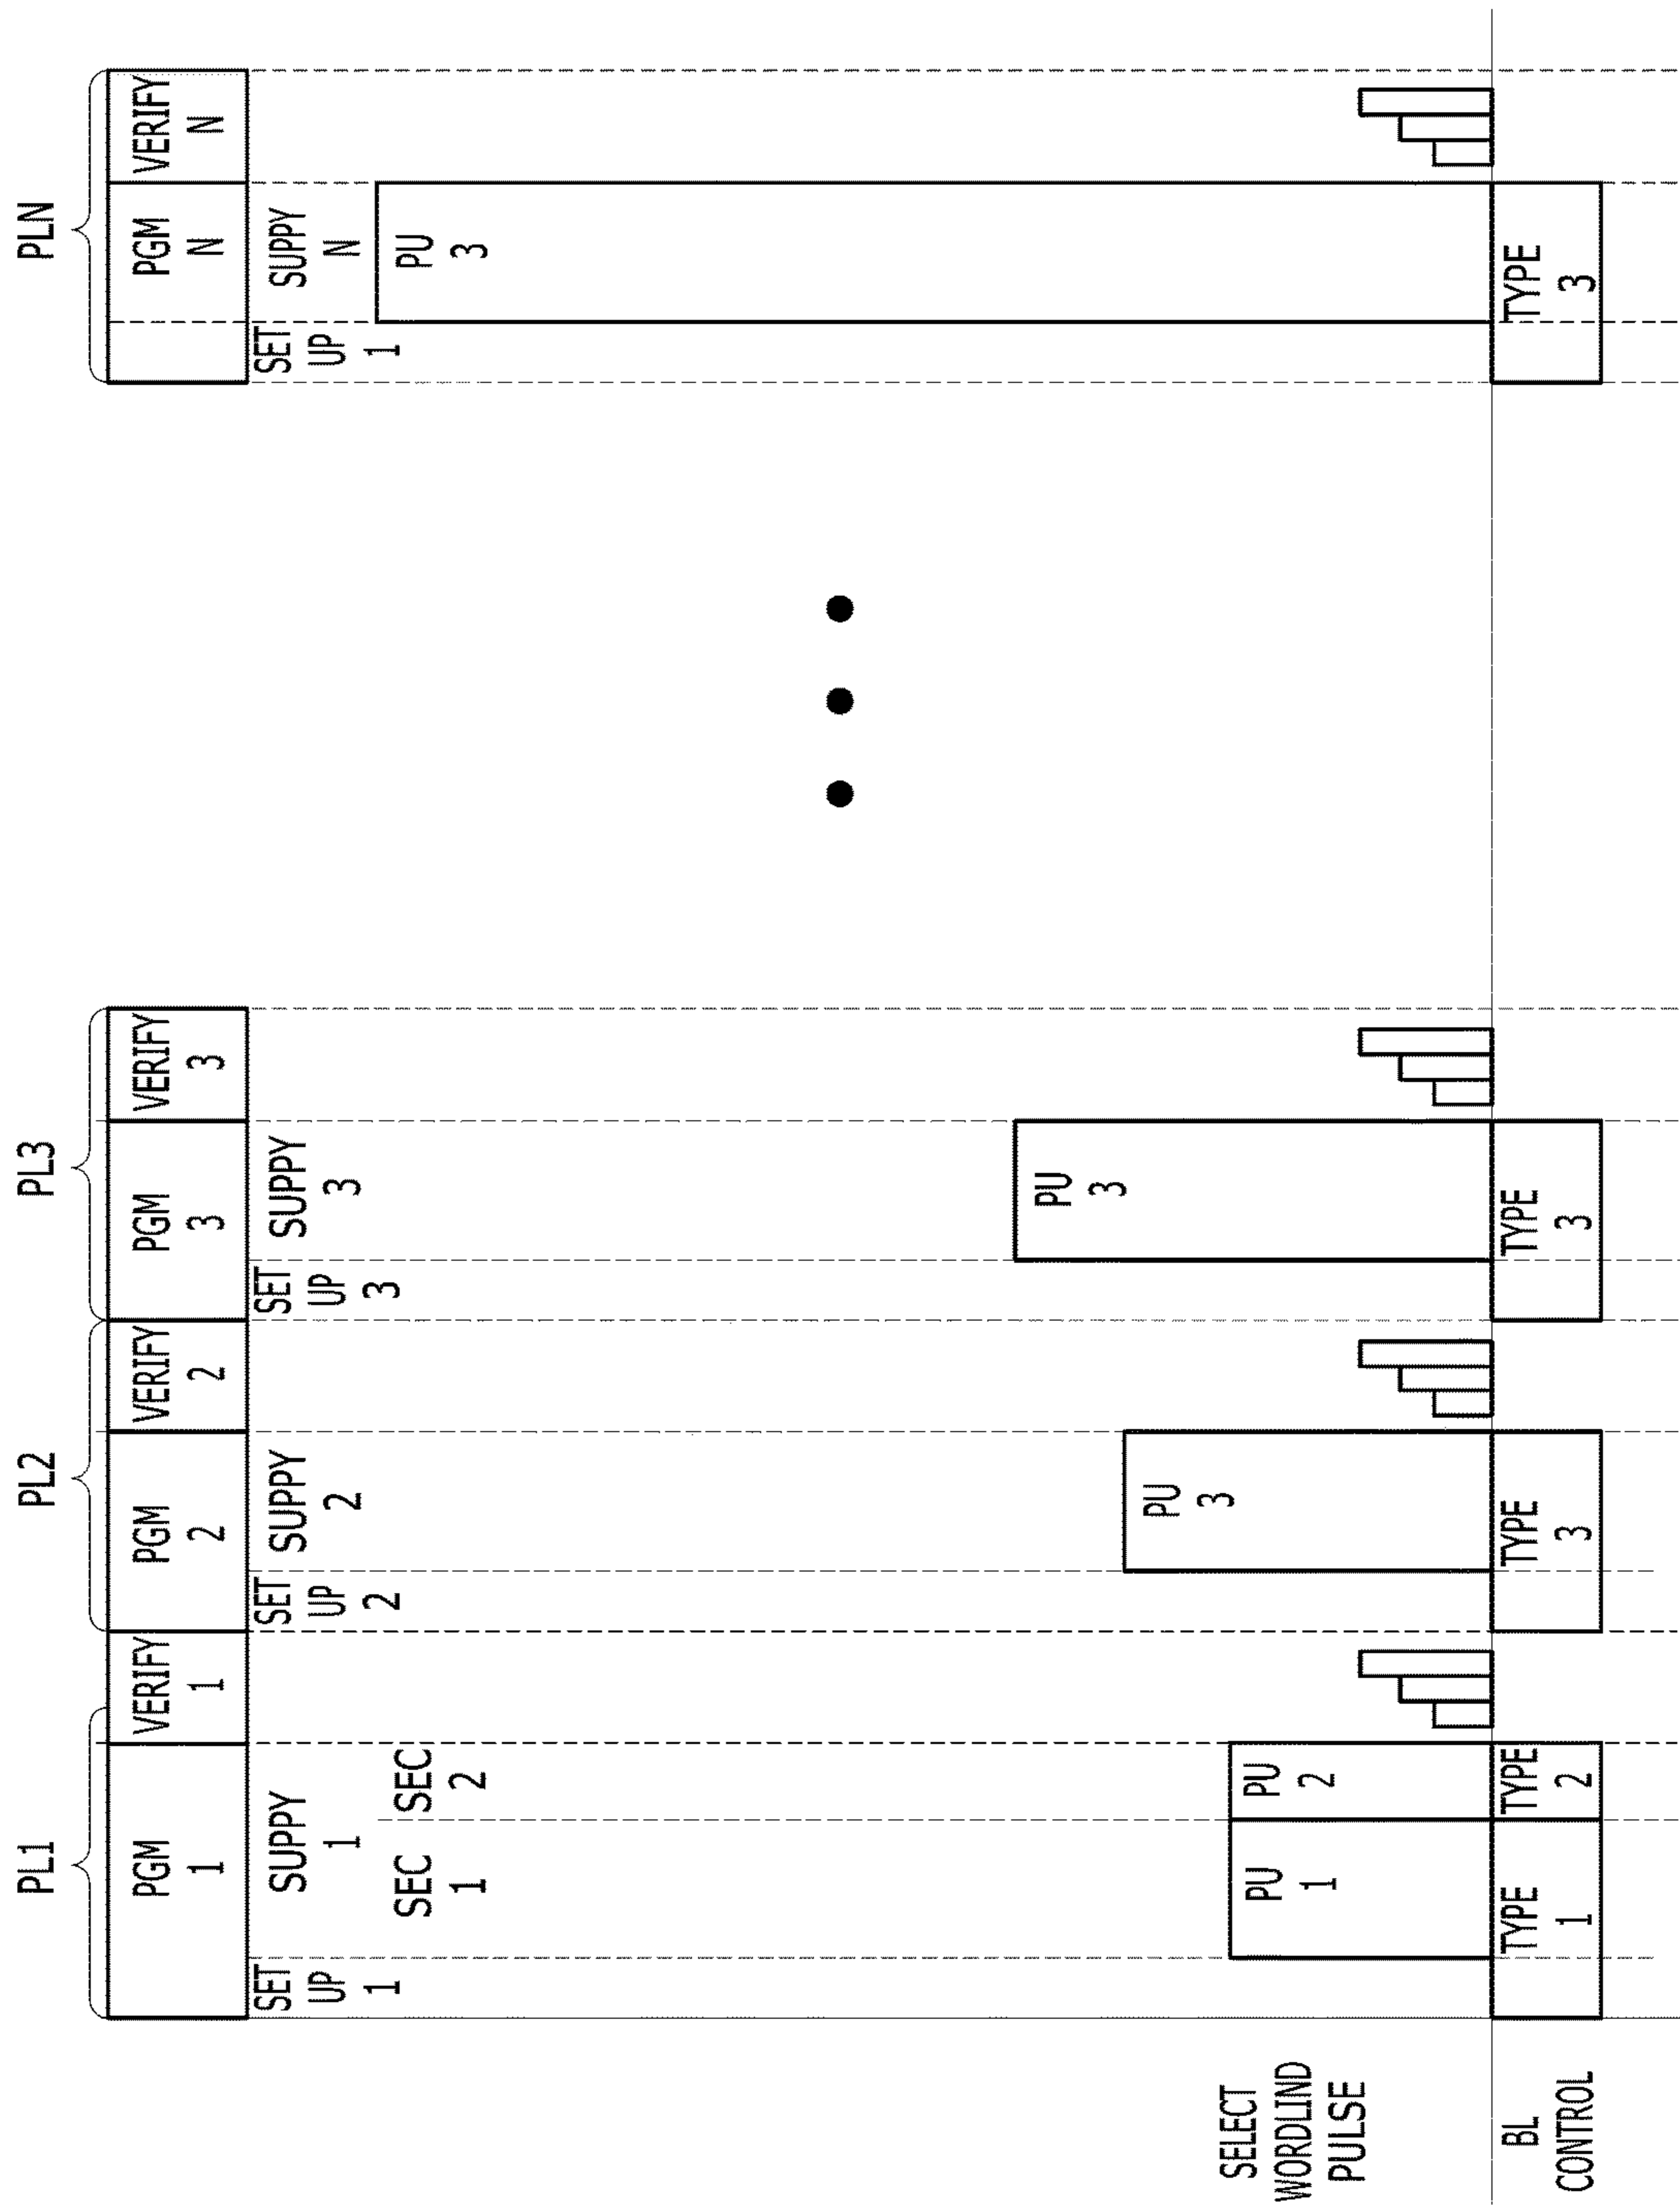 PL1
PL2
PL3
PLN
PGM
1
VERIFY
1
PGM
2
VERIFY
2
PGM
3
VERIFY
3
PGM
N
VERIFY
N
SET
UP
1
SUPPY
1
SET
UP
2
SUPPY
2
SET
UP
3
SUPPY
3
SET
UP
1
SUPPY
N
SEC
1
SEC
2
SELECT
WORDLIND
PULSE
PU
1
PU
2
PU
3
PU
3
PU
3
BL
CONTROL
TYPE
1
TYPE
2
TYPE
3
TYPE
3
TYPE
3